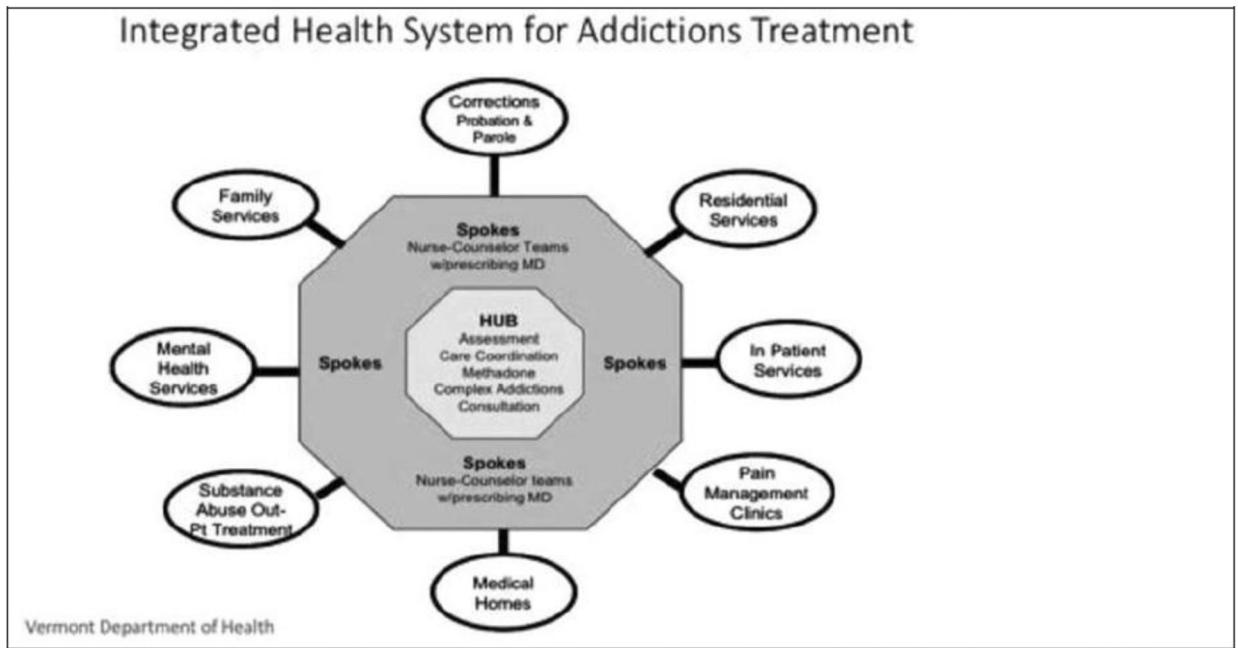 Integrated Health System for Addictions Treatment
Corrections
Probation &
Parole
Family
Services
Residential
Services
Spokes
Nurse-Counselor Teams
w/prescribing MD
HUB
Assessment
Care Coordination
Methadone
Complex Addictions
Consultation
Mental
Health
Services
Spokes
Spokes
In Patient
Services
Spokes
Nurse-Counselor teams
w/prescribing MD
Substance
Abuse Out-
Pt Treatment
Pain
Management
Clinics
Medical
Homes
Vermont Department of Health